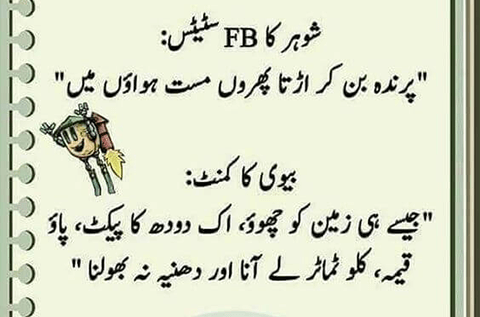 شوہر کا FB سٹیٹس:
"پرندہ بن کر اڑتا پھروں مست ہواؤں میں"
بیوی کا کمنٹ:
"جیسے ہی زمین کو چھوؤ، اک دودھ کا پیکٹ، پاؤ
قیمہ، کلو ٹماٹر لے آنا اور دھنیہ نہ بھولنا "